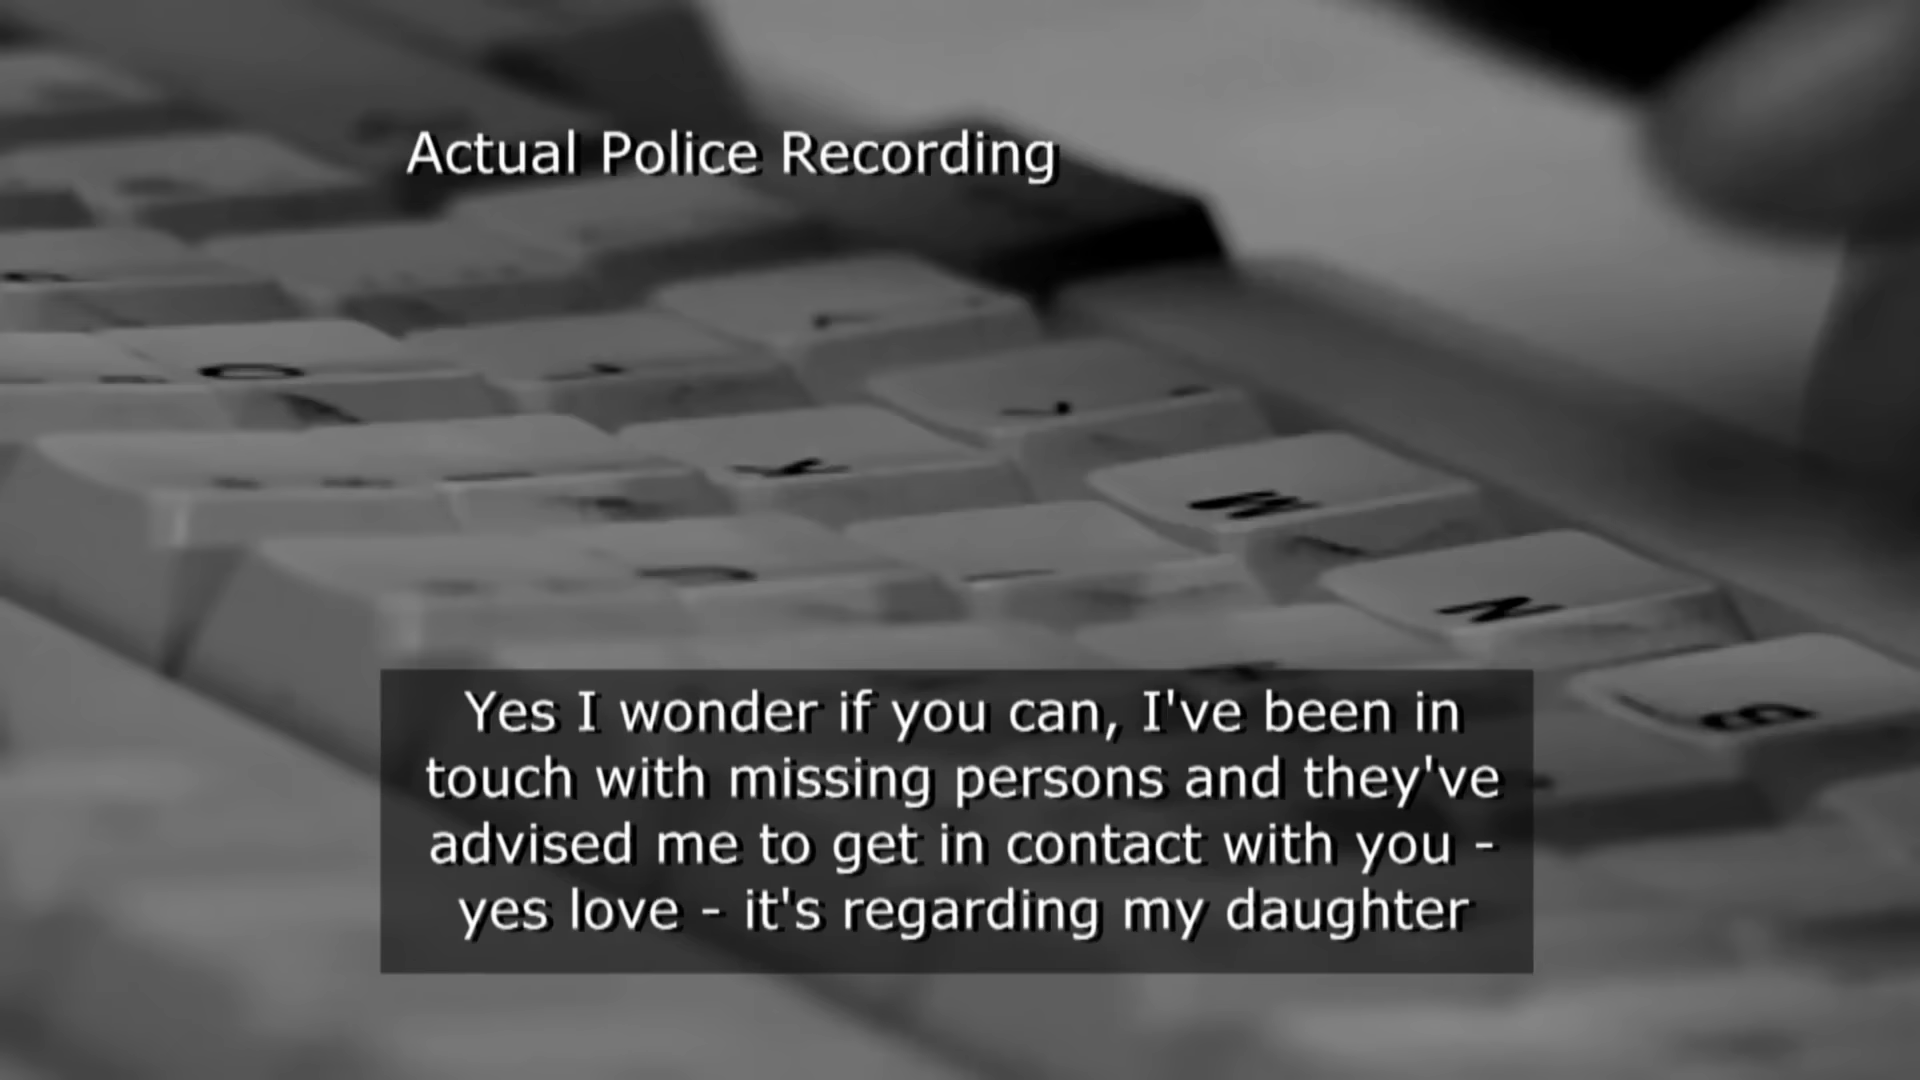 Actual Police Recording
Yes I wonder if you can, I've been in
touch with missing persons and they've
advised me to get in contact with you -
yes love - it's regarding my daughter
K
M
N
B